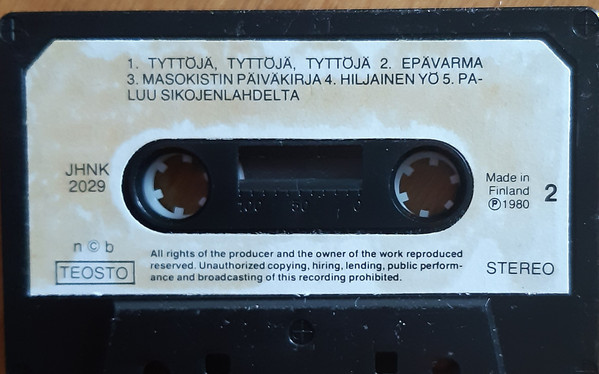 1. TYTTÖJÄ, TYTTÖJÄ, TYTTÖJÄ 2. EPÄVARMA
3. MASOKISTIN PÄIVÄKIRJA 4. HILJAINEN YÖ 5. PA-
LUU SIKOJENLAHDELTA
JHNK
2029
Made in
Finland
Ⓟ1980
2
n © b
TEOSTO
All rights of the producer and the owner of the work reproduced
reserved. Unauthorized copying, hiring, lending, public perform-
ance and broadcasting of this recording prohibited.
STEREO